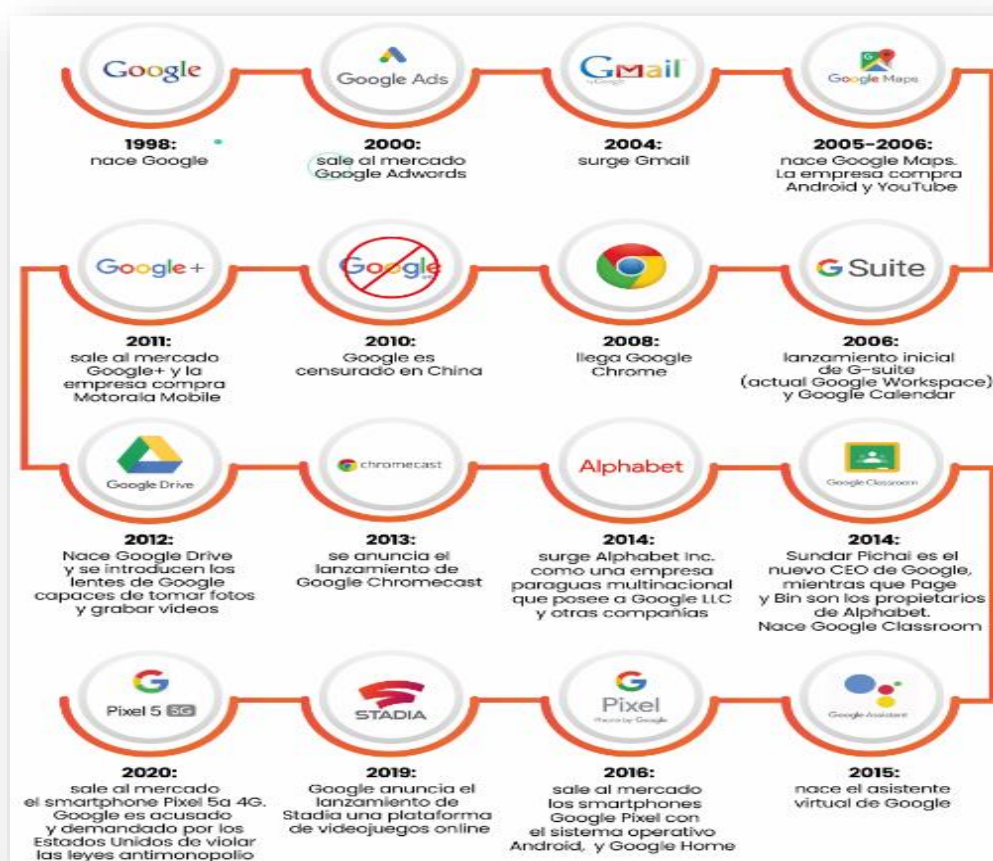 Google
1998:
nace Google
Google Ads
2000:
sale al mercado
Google Adwords
Gmail
by Google
2004:
surge Gmail
Google Maps
2005-2006:
nace Google Maps.
La empresa compra
Android y YouTube
Google+
2011:
sale al mercado
Google+ y la
empresa compra
Motorala Mobile
Google
2010:
Google es
censurado en China
2008:
llega Google
Chrome
G Suite
2006:
lanzamiento inicial
de G-suite
(actual Google Workspace)
y Google Calendar
Google Drive
2012:
Nace Google Drive
y se introducen los
lentes de Google
capaces de tomar fotos
y grabar vídeos
chromecast
2013:
se anuncia el
lanzamiento de
Google Chromecast
Alphabet
2014:
surge Alphabet Inc.
como una empresa
paraguas multinacional
que posee a Google LLC
y otras compañías
Google Classroom
2014:
Sundar Pichai es el
nuevo CEO de Google,
mientras que Page
y Bin son los propietarios
de Alphabet.
Nace Google Classroom
G
Pixel 5 5G
2020:
sale al mercado
el smartphone Pixel 5a 4G.
Google es acusado
y demandado por los
Estados Unidos de violar
las leyes antimonopolio
STADIA
2019:
Google anuncia el
lanzamiento de
Stadia una plataforma
de videojuegos online
G
Pixel
Phone by Google
2016:
sale al mercado
los smartphones
Google Pixel con
el sistema operativo
Android, y Google Home
Google Assistant
2015:
nace el asistente
virtual de Google